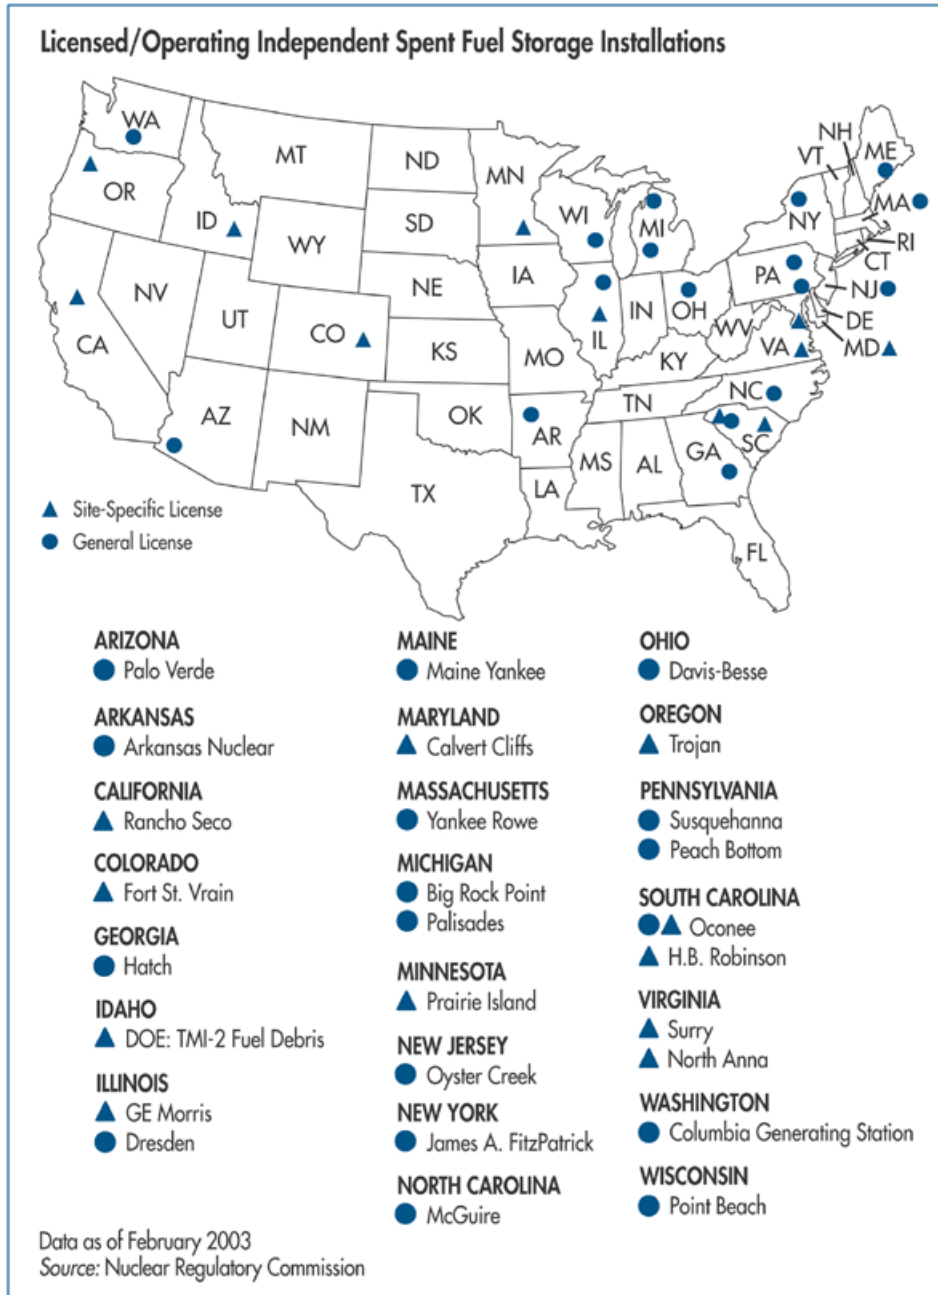 Licensed/Operating Independent Spent Fuel Storage Installations
WA
MT
ND
MN
VT
NH
ME
OR
ID
WY
SD
WI
MI
NY
MA
RI
CT
NV
UT
CO
NE
IA
IL
IN
OH
PA
NJ
DE
MD
CA
KS
MO
KY
WV
VA
AZ
NM
OK
AR
TN
NC
SC
TX
LA
MS
AL
GA
FL
Site-Specific License
General License
ARIZONA
Palo Verde
ARKANSAS
Arkansas Nuclear
CALIFORNIA
Rancho Seco
COLORADO
Fort St. Vrain
GEORGIA
Hatch
IDAHO
DOE: TMI-2 Fuel Debris
ILLINOIS
GE Morris
Dresden
MAINE
Maine Yankee
MARYLAND
Calvert Cliffs
MASSACHUSETTS
Yankee Rowe
MICHIGAN
Big Rock Point
Palisades
MINNESOTA
Prairie Island
NEW JERSEY
Oyster Creek
NEW YORK
James A. FitzPatrick
NORTH CAROLINA
McGuire
OHIO
Davis-Besse
OREGON
Trojan
PENNSYLVANIA
Susquehanna
Peach Bottom
SOUTH CAROLINA
Oconee
H.B. Robinson
VIRGINIA
Surry
North Anna
WASHINGTON
Columbia Generating Station
WISCONSIN
Point Beach
Data as of February 2003
Source: Nuclear Regulatory Commission